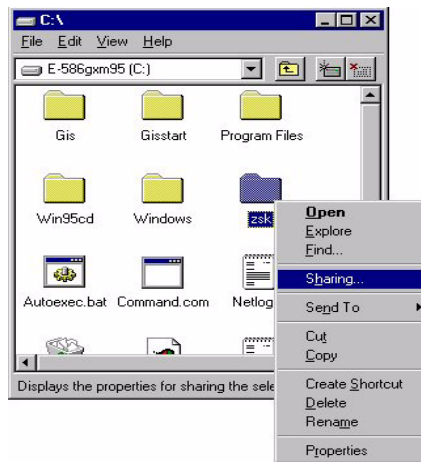 C:\
File Edit View Help
E-586gxm95 (C:)
Gis Gisstart Program Files
Win95cd Windows zsk
Autoexec.bat Command.com Netlog
Displays the properties for sharing the sele
Open
Explore
Find...
Sharing...
Send To
Cut
Copy
Create Shortcut
Delete
Rename
Properties